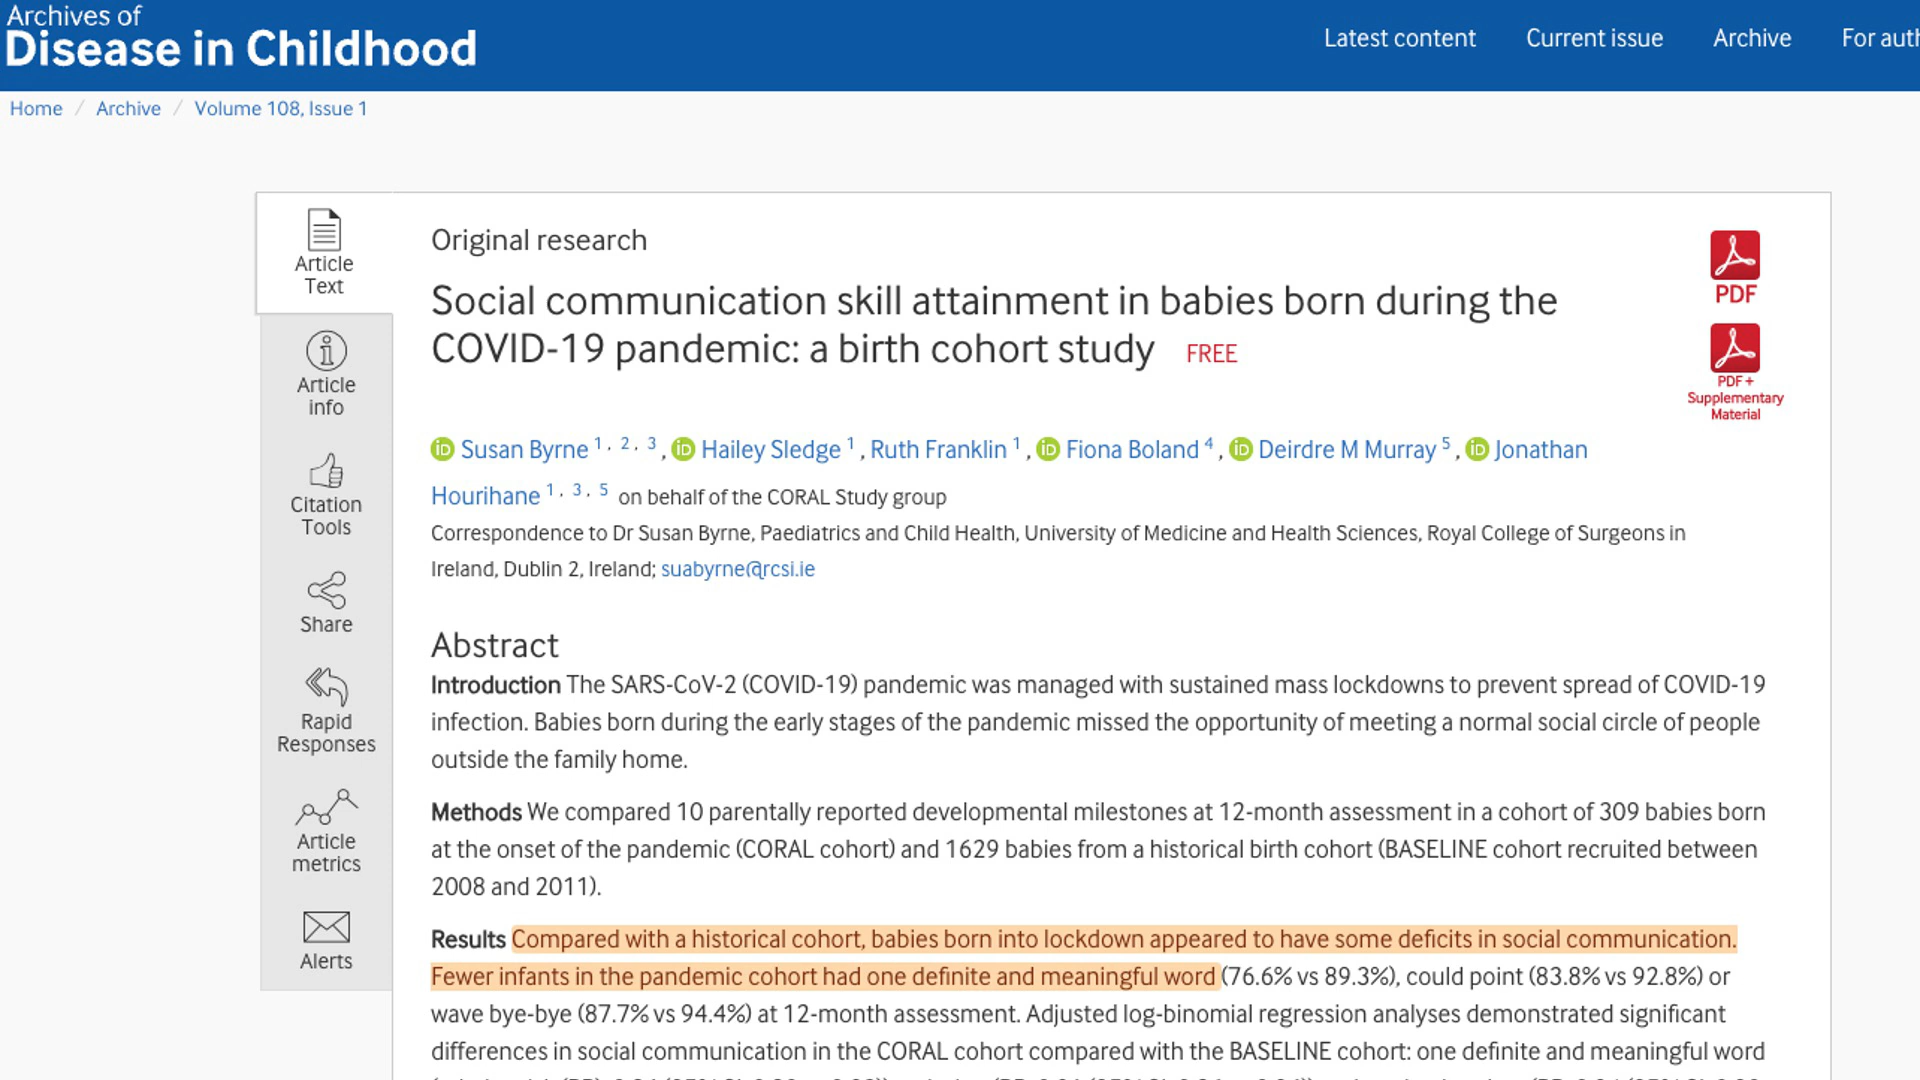 Archives of
Disease in Childhood
Latest content Current issue Archive For auth
Home / Archive / Volume 108, Issue 1
Article
Text
Article
info
Citation
Tools
Share
Rapid
Responses
Article
metrics
Alerts
Original research
Social communication skill attainment in babies born during the
COVID-19 pandemic: a birth cohort study FREE
PDF
PDF +
Supplementary
Material
iD Susan Byrne 1, 2, 3, iD Hailey Sledge 1, Ruth Franklin 1, iD Fiona Boland 4, iD Deirdre M Murray 5, iD Jonathan
Hourihane 1, 3, 5 on behalf of the CORAL Study group
Correspondence to Dr Susan Byrne, Paediatrics and Child Health, University of Medicine and Health Sciences, Royal College of Surgeons in
Ireland, Dublin 2, Ireland; suabyrne@rcsi.ie
Abstract
Introduction The SARS-CoV-2 (COVID-19) pandemic was managed with sustained mass lockdowns to prevent spread of COVID-19
infection. Babies born during the early stages of the pandemic missed the opportunity of meeting a normal social circle of people
outside the family home.
Methods We compared 10 parentally reported developmental milestones at 12-month assessment in a cohort of 309 babies born
at the onset of the pandemic (CORAL cohort) and 1629 babies from a historical birth cohort (BASELINE cohort recruited between
2008 and 2011).
Results Compared with a historical cohort, babies born into lockdown appeared to have some deficits in social communication.
Fewer infants in the pandemic cohort had one definite and meaningful word (76.6% vs 89.3%), could point (83.8% vs 92.8%) or
wave bye-bye (87.7% vs 94.4%) at 12-month assessment. Adjusted log-binomial regression analyses demonstrated significant
differences in social communication in the CORAL cohort compared with the BASELINE cohort: one definite and meaningful word